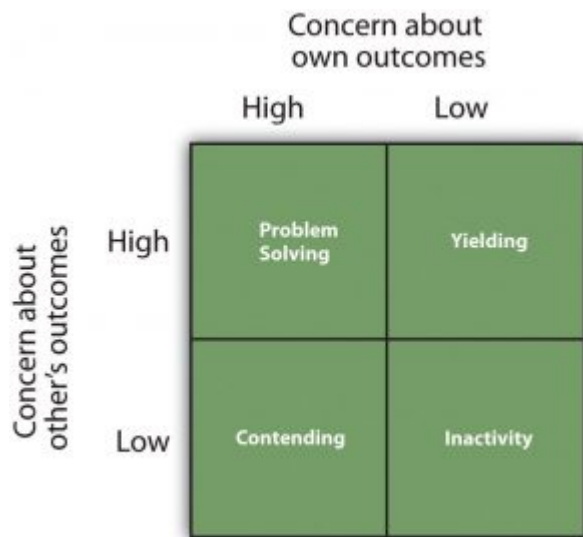 Concern about
own outcomes
High
Low
Concern about
other's outcomes
High
Problem
Solving
Yielding
Low
Contending
Inactivity